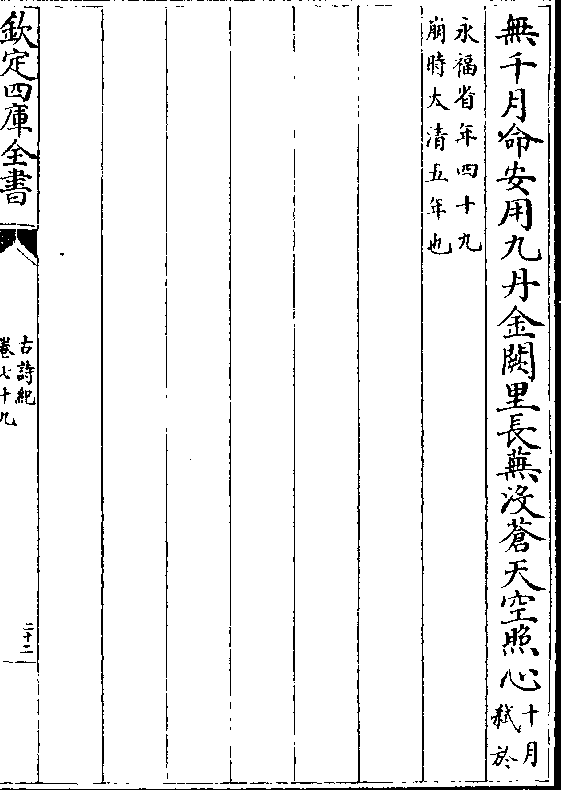 無千月命安用九丹金闕里長蕪沒蒼天空照心十月
弑於
永福省年四十九
崩時大清五年也
欽定四庫全書
古詩紀
卷七十九
二十二